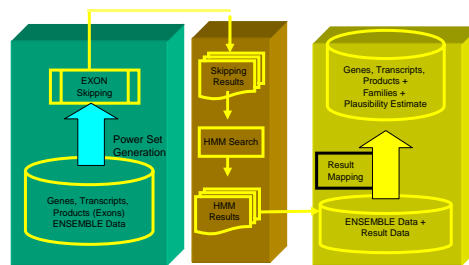 EXON
Skipping
Power Set
Generation
Genes, Transcripts,
Products (Exons)
ENSEMBLE Data
Skipping
Results
HMM Search
HMM
Results
Genes, Transcripts,
Products +
Families +
Plausibility Estimate
Result
Mapping
ENSEMBLE Data +
Result Data